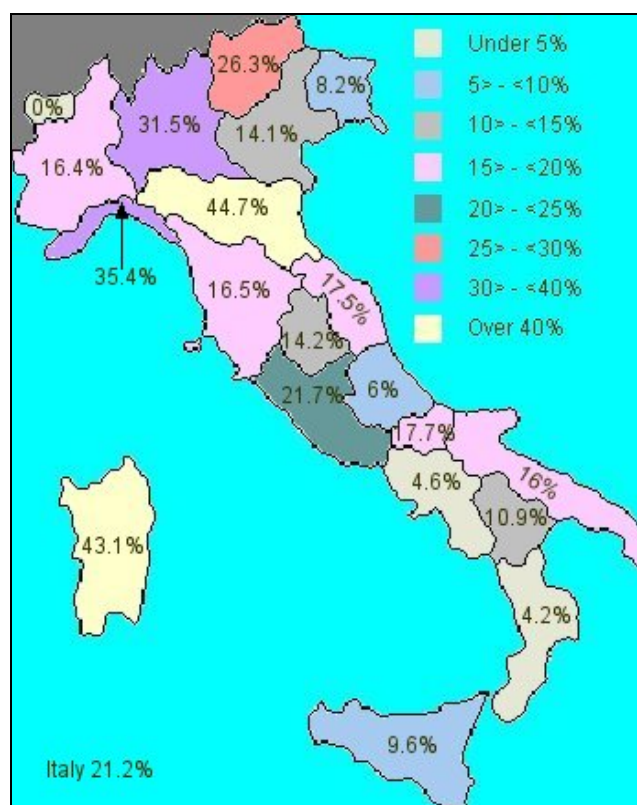 26.3%
8.2%
0%
31.5%
14.1%
16.4%
44.7%
35.4%
16.5%
17.5%
14.2%
21.7%
6%
17.7%
4.6%
16%
10.9%
43.1%
4.2%
9.6%
Italy 21.2%
Under 5%
5> - <10%
10> - <15%
15> - <20%
20> - <25%
25> - <30%
30> - <40%
Over 40%